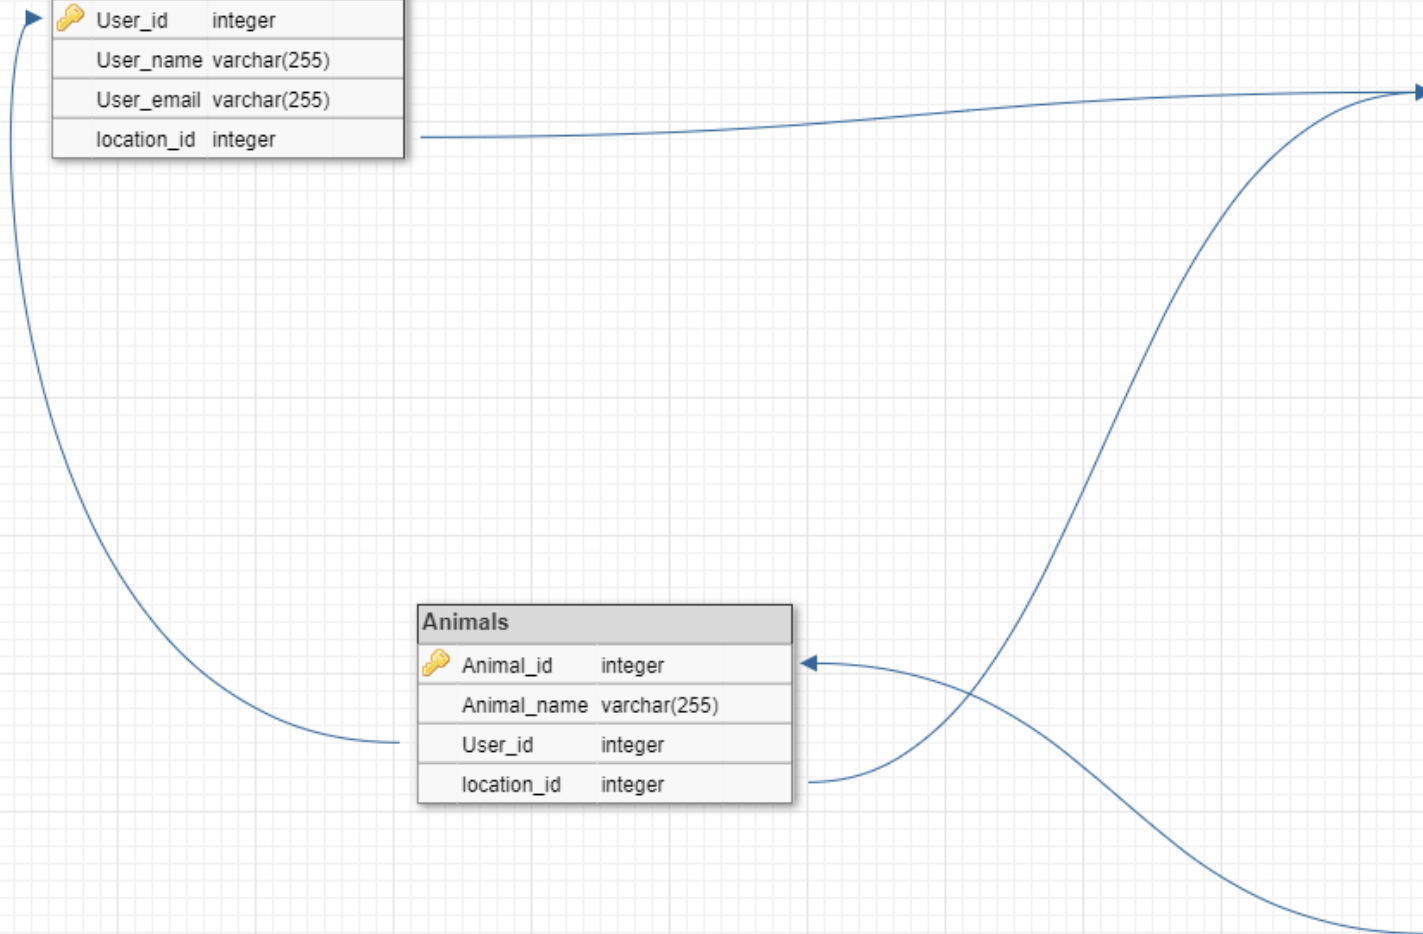 User_id integer
User_name varchar(255)
User_email varchar(255)
location_id integer
Animals
Animal_id integer
Animal_name varchar(255)
User_id integer
location_id integer